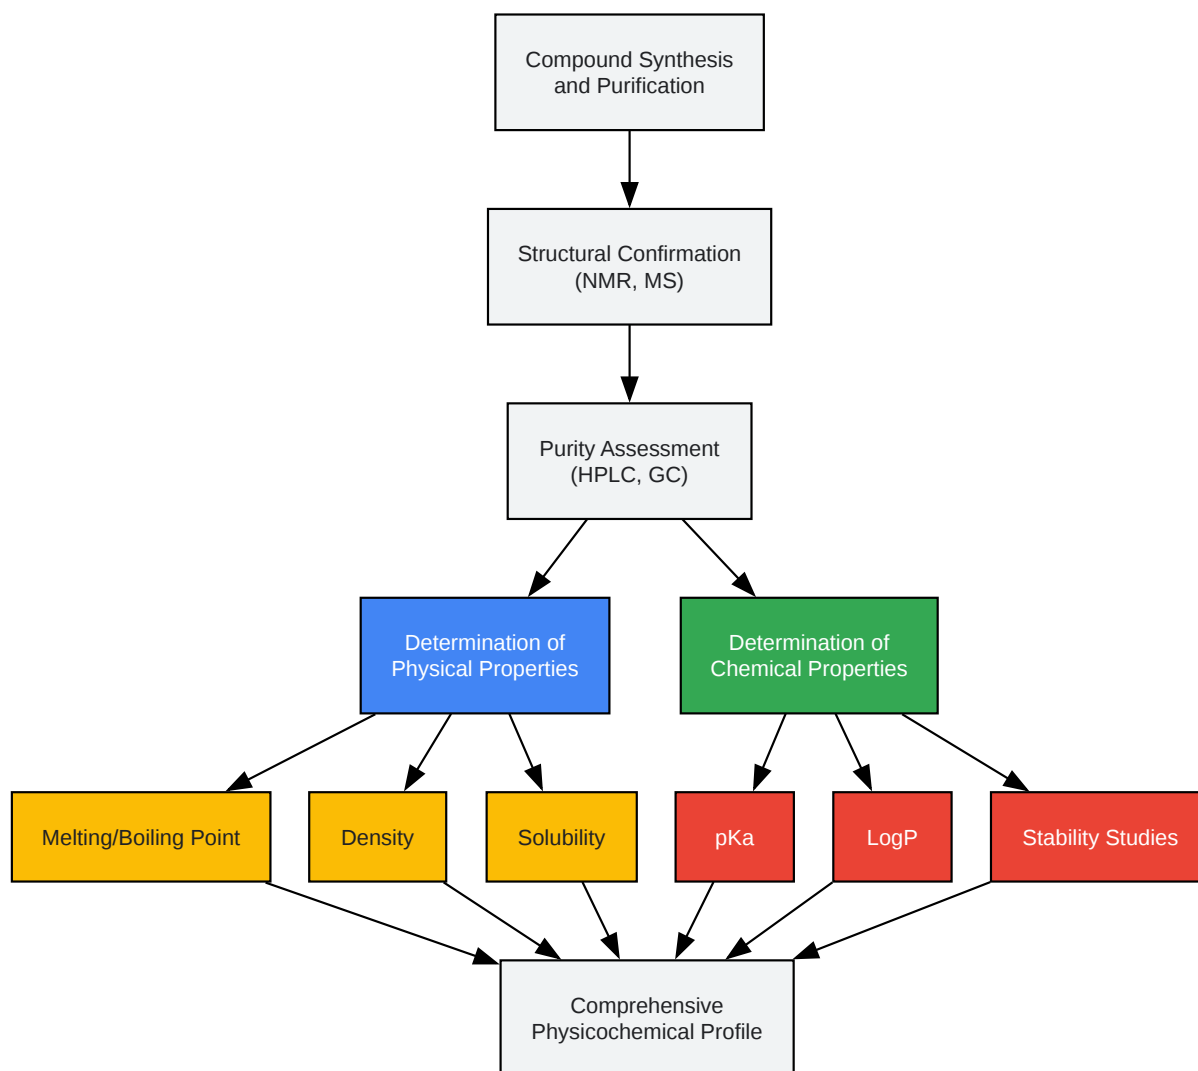 Compound Synthesis
and Purification
Structural Confirmation
(NMR, MS)
Purity Assessment
(HPLC, GC)
Determination of
Physical Properties
Determination of
Chemical Properties
Melting/Boiling Point
Density
Solubility
pKa
LogP
Stability Studies
Comprehensive
Physicochemical Profile